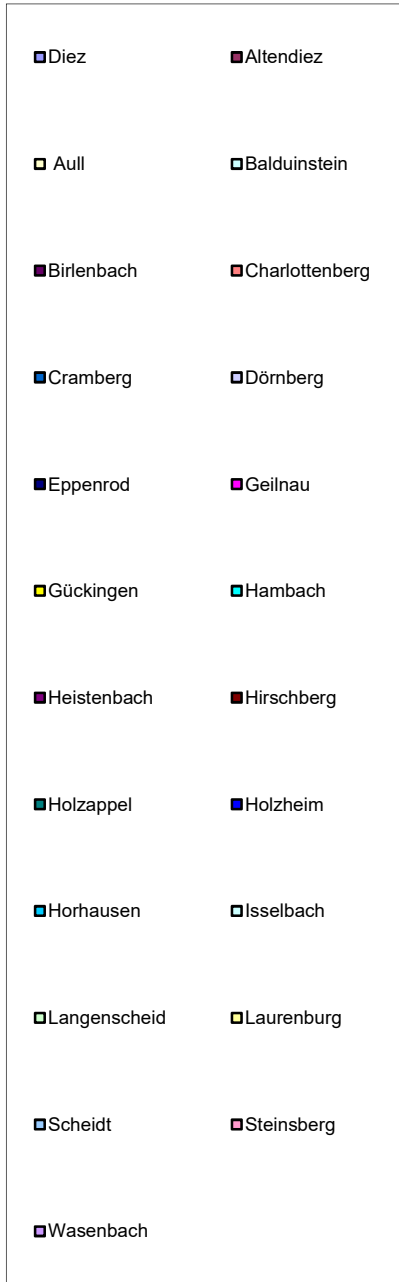 Diez Altendiez
Aull Balduinstein
Birlenbach Charlottenberg
Cramberg Dörnberg
Eppenrod Geilnau
Gückingen Hambach
Heistenbach Hirschberg
Holzappel Holzheim
Horhausen Isselbach
Langenscheid Laurenburg
Scheidt Steinsberg
Wasenbach